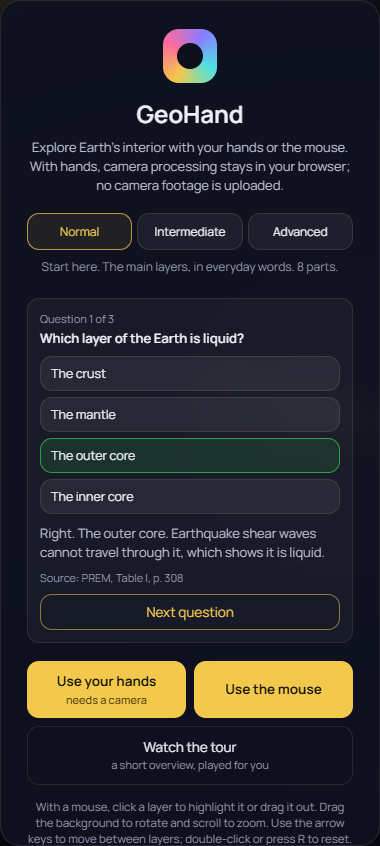 GeoHand
Explore Earth's interior with your hands or the mouse.
With hands, camera processing stays in your browser;
no camera footage is uploaded.
Normal
Intermediate
Advanced
Start here. The main layers, in everyday words. 8 parts.
Question 1 of 3
Which layer of the Earth is liquid?
The crust
The mantle
The outer core
The inner core
Right. The outer core. Earthquake shear waves
cannot travel through it, which shows it is liquid.
Source: PREM, Table I, p. 308
Next question
Use your hands
needs a camera
Use the mouse
Watch the tour
a short overview, played for you
With a mouse, click a layer to highlight it or drag it out. Drag
the background to rotate and scroll to zoom. Use the arrow
keys to move between layers; double-click or press R to reset.